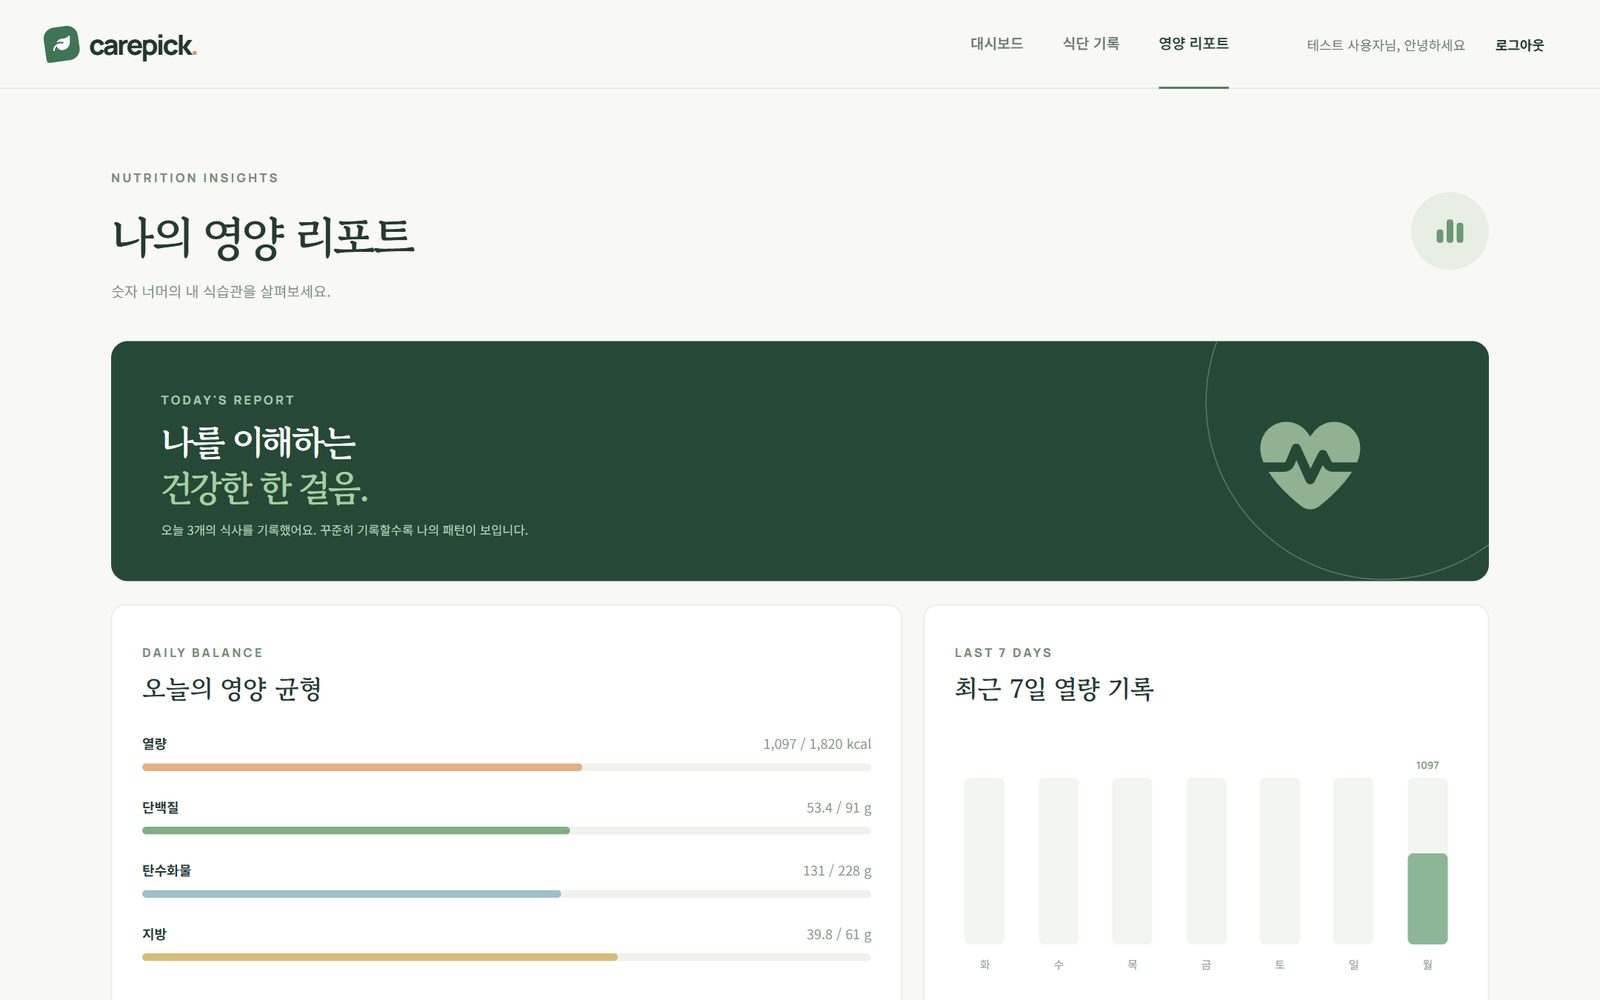 carepick.
대시보드
식단 기록
영양 리포트
테스트 사용자님, 안녕하세요
로그아웃
NUTRITION INSIGHTS
나의 영양 리포트
숫자 너머의 내 식습관을 살펴보세요.
TODAY'S REPORT
나를 이해하는
건강한 한 걸음.
오늘 3개의 식사를 기록했어요. 꾸준히 기록할수록 나의 패턴이 보입니다.
DAILY BALANCE
오늘의 영양 균형
열량
1,097 / 1,820 kcal
단백질
53.4 / 91 g
탄수화물
131 / 228 g
지방
39.8 / 61 g
LAST 7 DAYS
최근 7일 열량 기록
1097
화
수
목
금
토
일
월